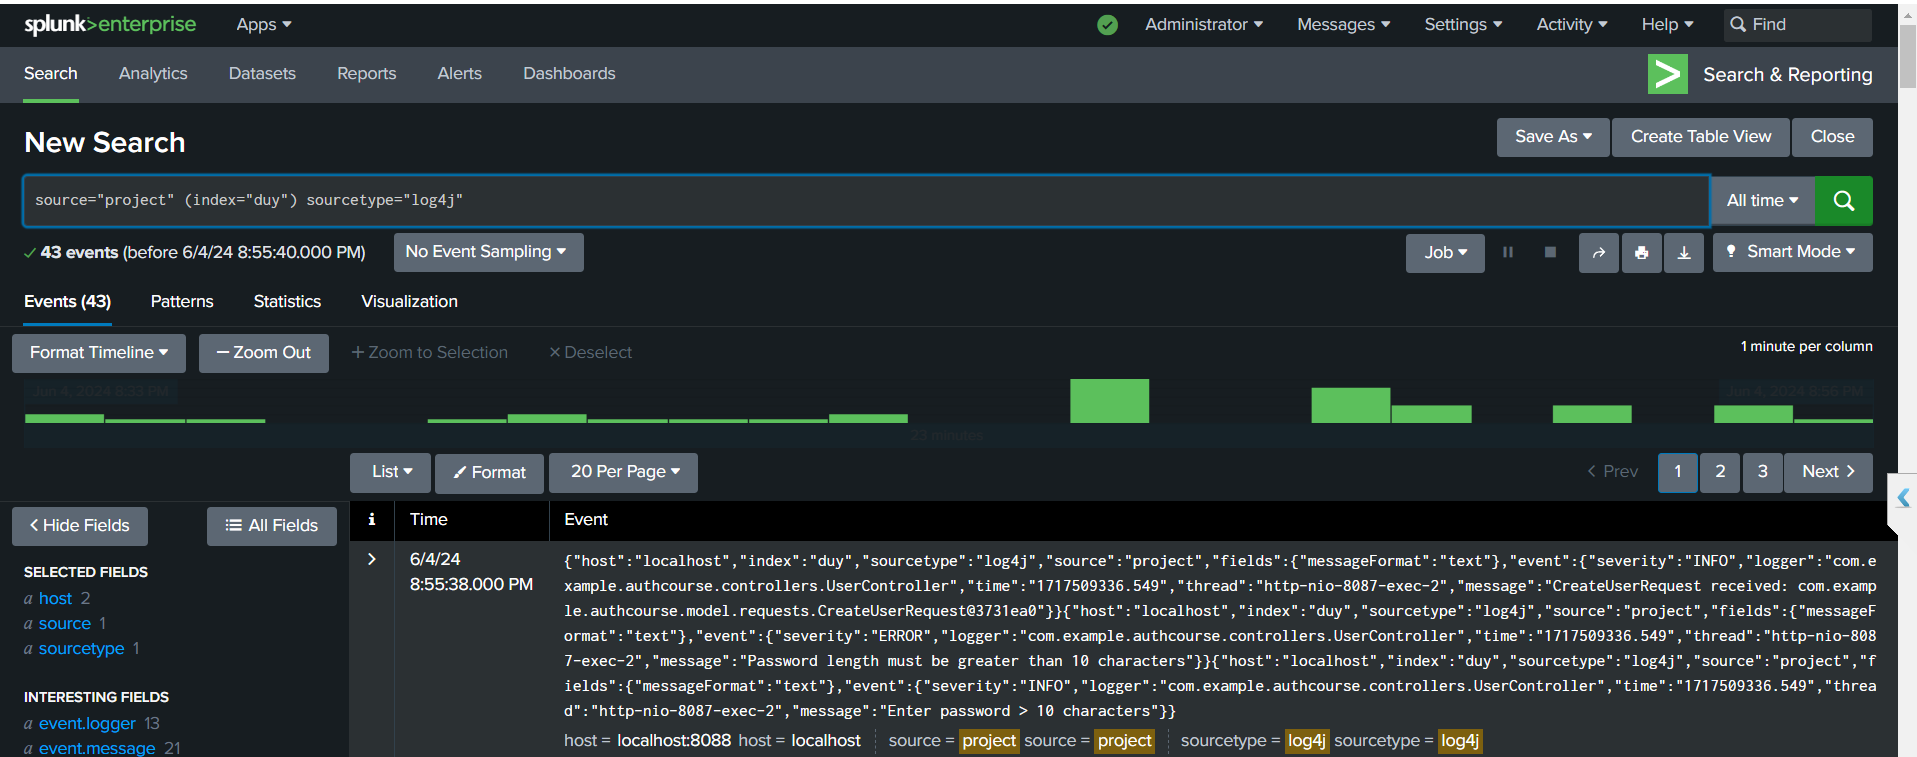 splunk>enterprise Apps Administrator Messages Settings Activity Help Find
Search Analytics Datasets Reports Alerts Dashboards Search & Reporting
New Search Save As Create Table View Close
source="project" (index="duy") sourcetype="log4j" All time
43 events (before 6/4/24 8:55:40.000 PM) No Event Sampling Job Smart Mode
Events (43) Patterns Statistics Visualization
Format Timeline — Zoom Out + Zoom to Selection × Deselect 1 minute per column
Jun 4, 2024 8:33 PM Jun 4, 2024 8:56 PM
23 minutes
List Format 20 Per Page < Prev 1 2 3 Next >
< Hide Fields All Fields i Time Event
SELECTED FIELDS
a host 2
a source 1
a sourcetype 1
INTERESTING FIELDS
a event.logger 13
a event.message 21
> 6/4/24
8:55:38.000 PM
{"host":"localhost","index":"duy","sourcetype":"log4j","source":"project","fields":{"messageFormat":"text"},"event":{"severity":"INFO","logger":"com.e
xample.authcourse.controllers.UserController","time":"1717509336.549","thread":"http-nio-8087-exec-2","message":"CreateUserRequest received: com.examp
le.authcourse.model.requests.CreateUserRequest@3731ea0"}}{"host":"localhost","index":"duy","sourcetype":"log4j","source":"project","fields":{"messageF
ormat":"text"},"event":{"severity":"ERROR","logger":"com.example.authcourse.controllers.UserController","time":"1717509336.549","thread":"http-nio-808
7-exec-2","message":"Password length must be greater than 10 characters"}}{"host":"localhost","index":"duy","sourcetype":"log4j","source":"project","f
ields":{"messageFormat":"text"},"event":{"severity":"INFO","logger":"com.example.authcourse.controllers.UserController","time":"1717509336.549","threa
d":"http-nio-8087-exec-2","message":"Enter password > 10 characters"}}
host = localhost:8088 host = localhost source = project source = project sourcetype = log4j sourcetype = log4j